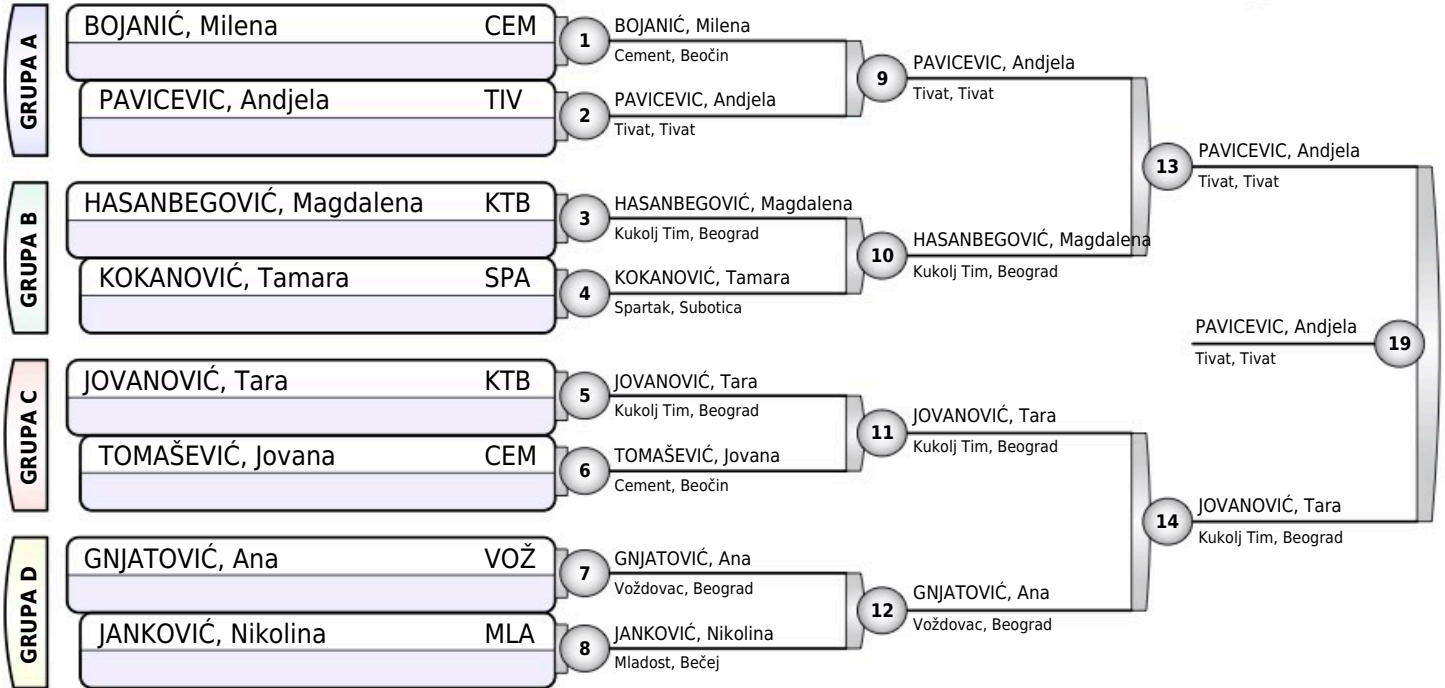 GRUPA A
BOJANIĆ, Milena CEM
PAVICEVIC, Andjela TIV
GRUPA B
HASANBEGOVIĆ, Magdalena KTB
KOKANOVIĆ, Tamara SPA
GRUPA C
JOVANOVIĆ, Tara KTB
TOMAŠEVIĆ, Jovana CEM
GRUPA D
GNJATOVIĆ, Ana VOŽ
JANKOVIĆ, Nikolina MLA
1
BOJANIĆ, Milena
Cement, Beočin
2
PAVICEVIC, Andjela
Tivat, Tivat
3
HASANBEGOVIĆ, Magdalena
Kukolj Tim, Beograd
4
KOKANOVIĆ, Tamara
Spartak, Subotica
5
JOVANOVIĆ, Tara
Kukolj Tim, Beograd
6
TOMAŠEVIĆ, Jovana
Cement, Beočin
7
GNJATOVIĆ, Ana
Voždovac, Beograd
8
JANKOVIĆ, Nikolina
Mladost, Bečej
9
PAVICEVIC, Andjela
Tivat, Tivat
10
HASANBEGOVIĆ, Magdalena
Kukolj Tim, Beograd
11
JOVANOVIĆ, Tara
Kukolj Tim, Beograd
12
GNJATOVIĆ, Ana
Voždovac, Beograd
13
PAVICEVIC, Andjela
Tivat, Tivat
14
JOVANOVIĆ, Tara
Kukolj Tim, Beograd
PAVICEVIC, Andjela
Tivat, Tivat
19